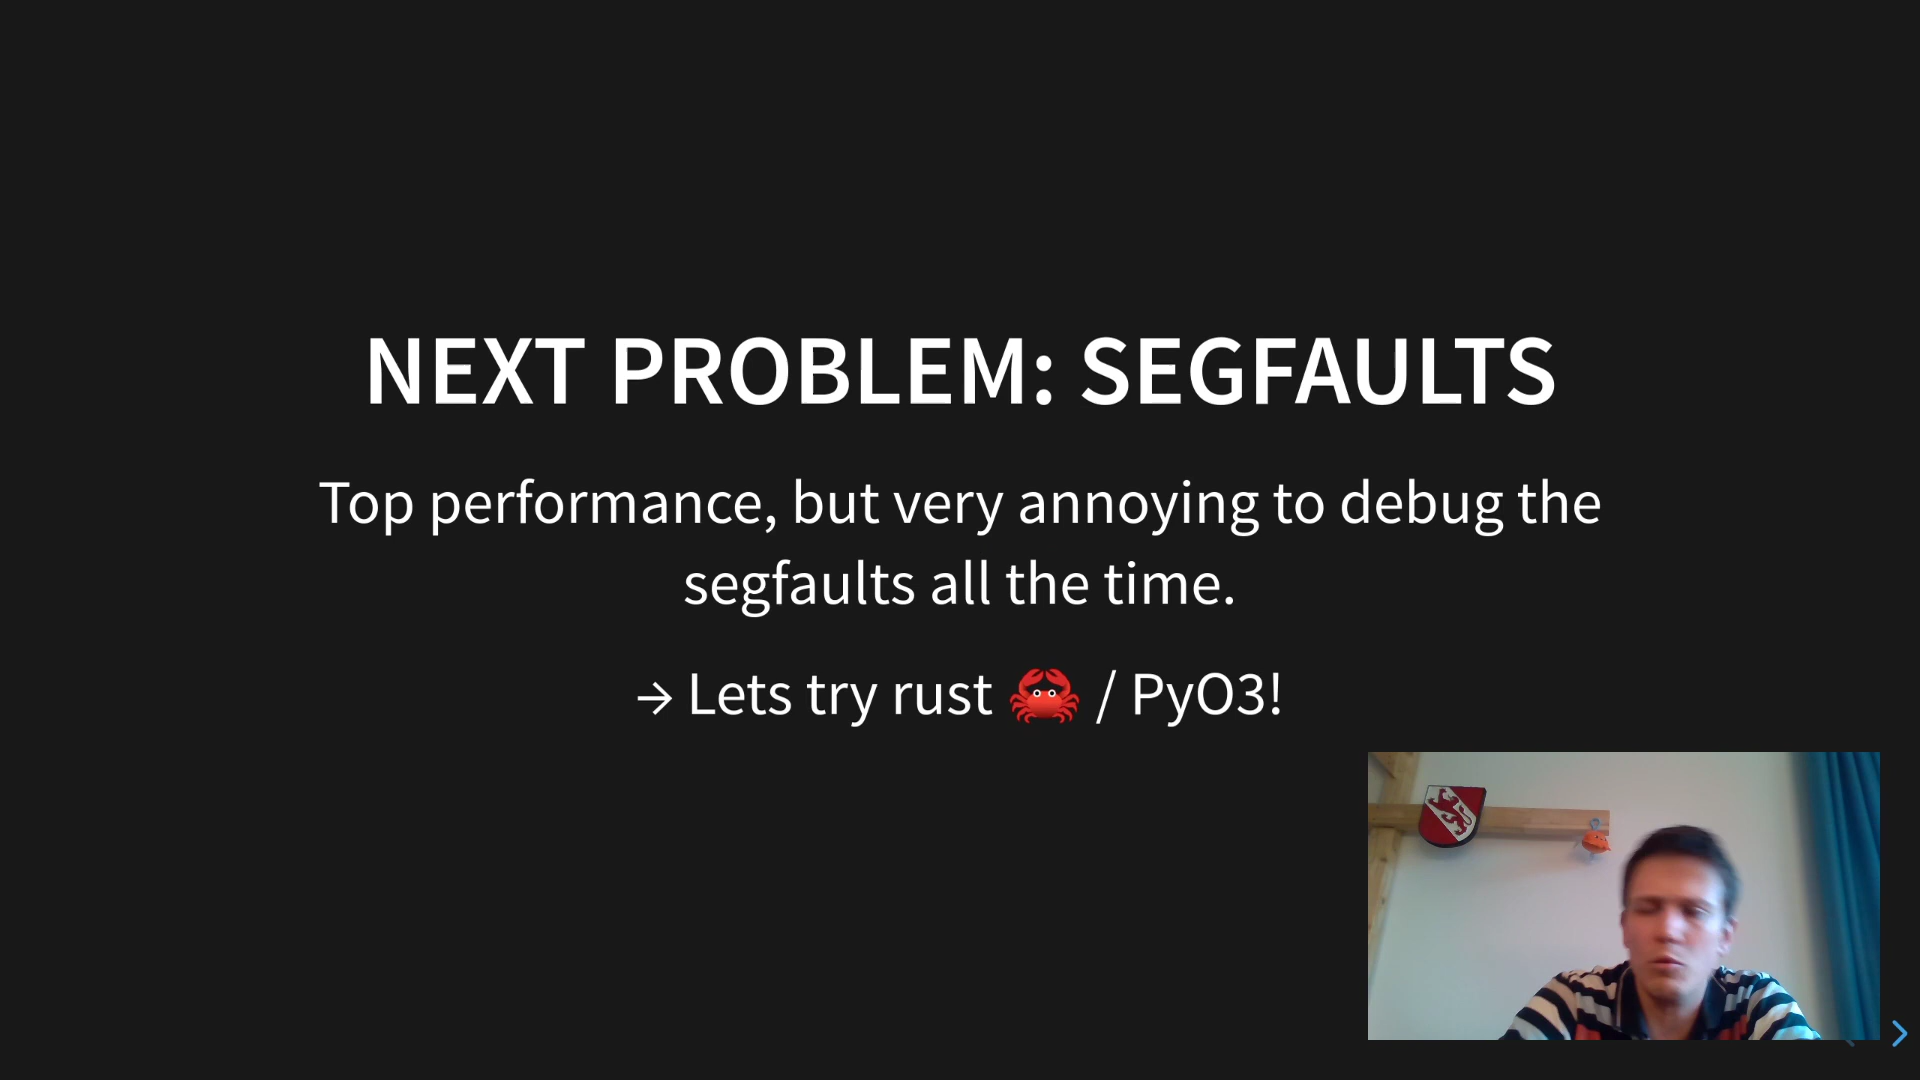 NEXT PROBLEM: SEGFAULTS
Top performance, but very annoying to debug the
segfaults all the time.
→ Lets try rust 🦀 / PyO3!